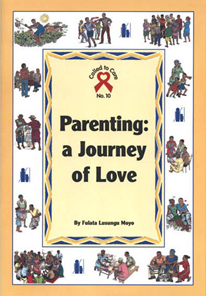 Called to Care
No. 10
Parenting:
a Journey
of Love
By Fulata Lusungu Moyo